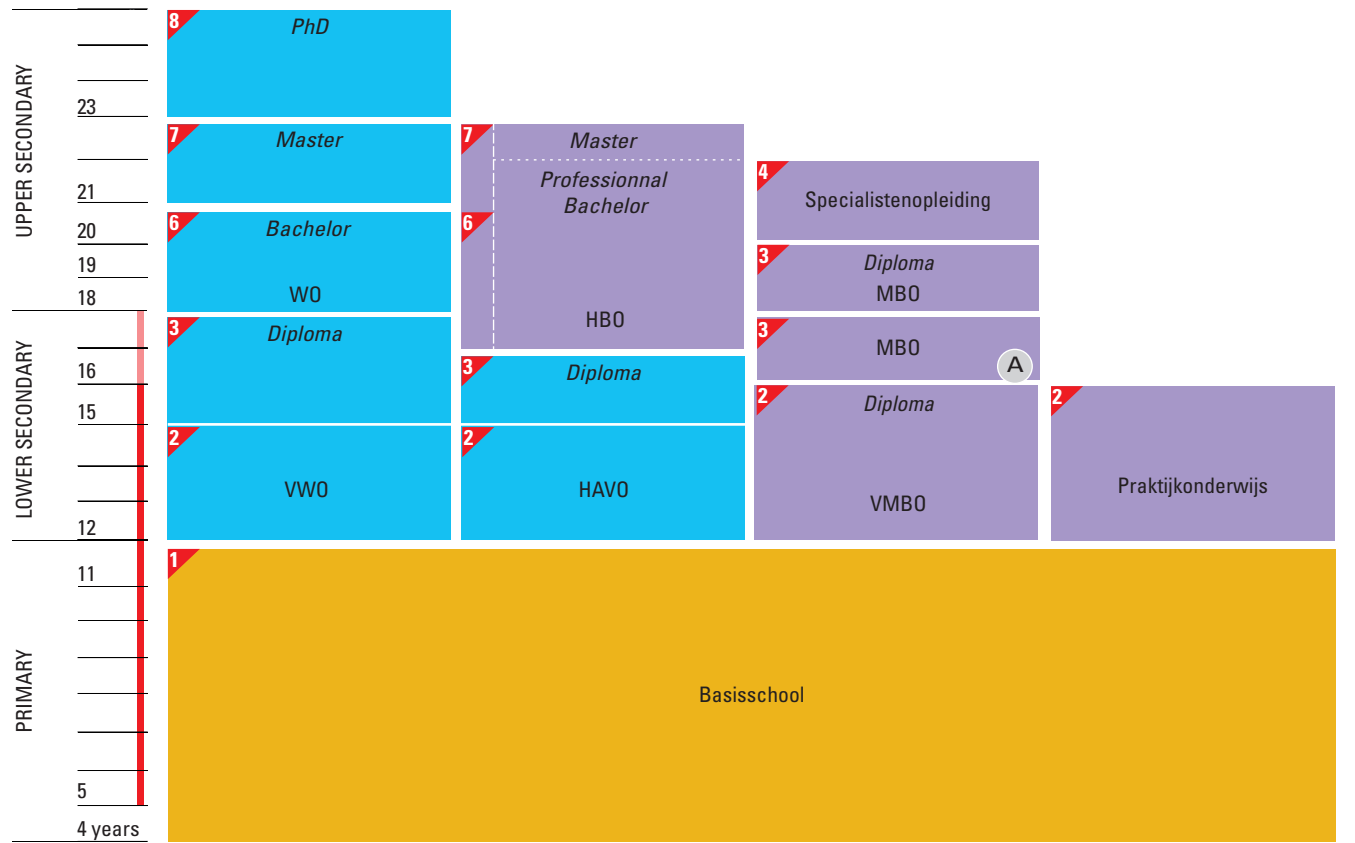 UPPER SECONDARY
LOWER SECONDARY
PRIMARY
23
21
20
19
18
16
15
12
11
5
4 years
8
PhD
7
Master
6
Bachelor
WO
3
Diploma
2
VWO
7
Master
Professionnal
Bachelor
6
HBO
3
Diploma
2
HAVO
4
Specialistenopleiding
3
Diploma
MBO
3
MBO
A
2
Diploma
VMBO
2
Praktijkonderwijs
1
Basisschool